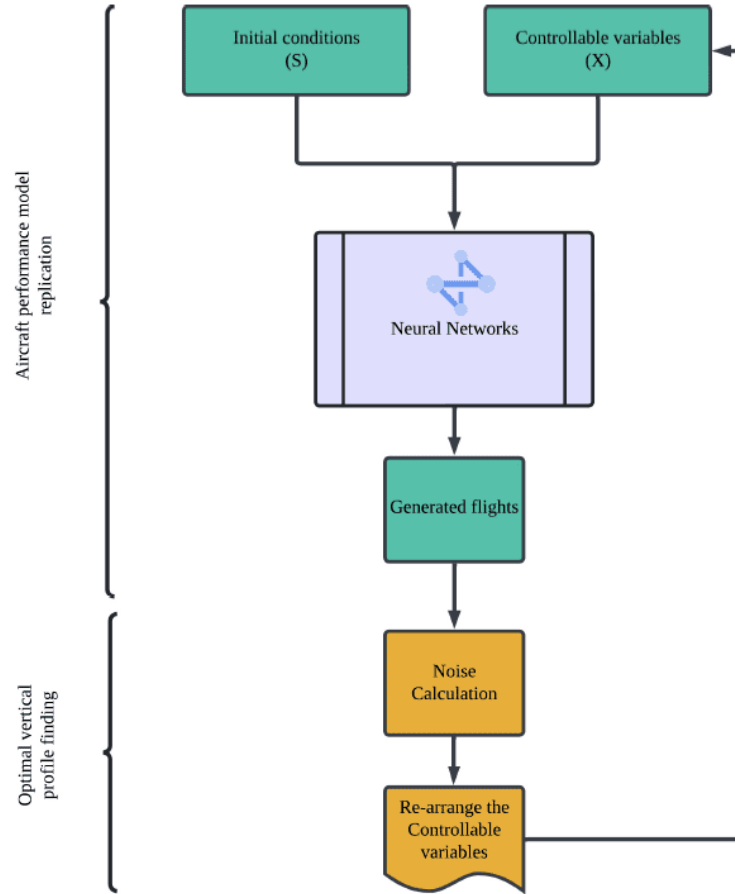 Initial conditions
(S)
Controllable variables
(X)
Aircraft performance model
replication
Neural Networks
Generated flights
Noise
Calculation
Optimal vertical
profile finding
Re-arrange the
Controllable
variables